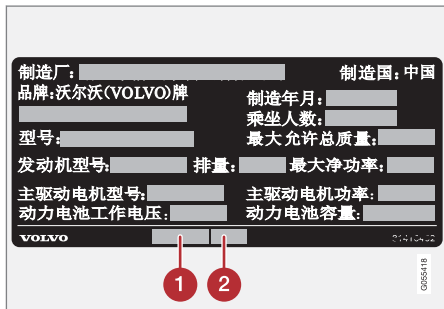 制造厂: 制造国:中国
品牌:沃尔沃(VOLVO)牌
制造年月:
乘坐人数:
型号: 最大允许总质量:
发动机型号: 排量: 最大净功率:
主驱动电机型号: 主驱动电机功率:
动力电池工作电压: 动力电池容量:
VOLVO
1 2
G055418